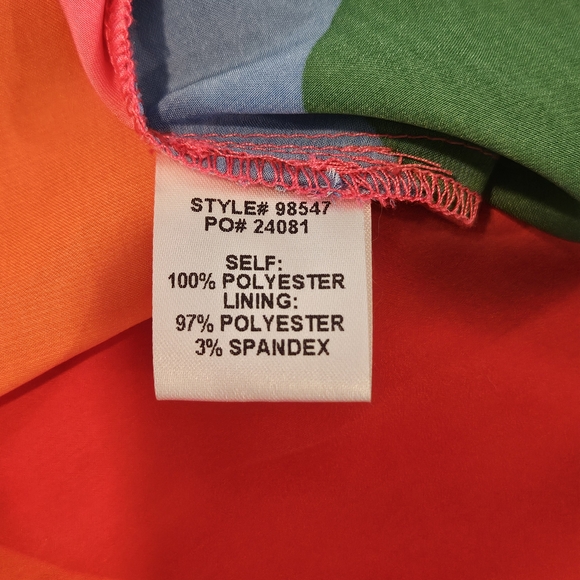 STYLE# 98547
PO# 24081
SELF:
100% POLYESTER
LINING:
97% POLYESTER
3% SPANDEX